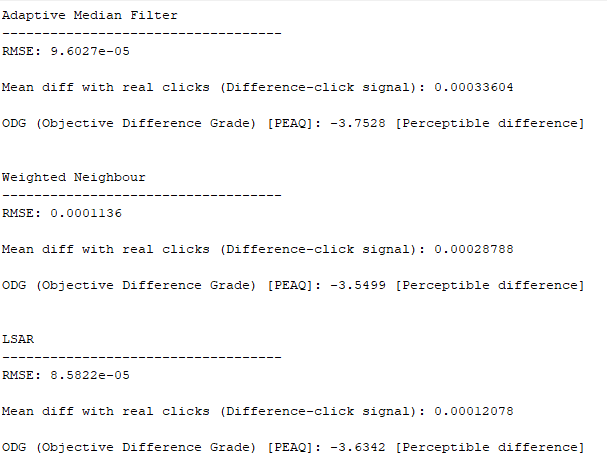 Adaptive Median Filter
-----------------------------------
RMSE: 9.6027e-05
Mean diff with real clicks (Difference-click signal): 0.00033604
ODG (Objective Difference Grade) [PEAQ]: -3.7528 [Perceptible difference]
Weighted Neighbour
-----------------------------------
RMSE: 0.0001136
Mean diff with real clicks (Difference-click signal): 0.00028788
ODG (Objective Difference Grade) [PEAQ]: -3.5499 [Perceptible difference]
LSAR
-----------------------------------
RMSE: 8.5822e-05
Mean diff with real clicks (Difference-click signal): 0.00012078
ODG (Objective Difference Grade) [PEAQ]: -3.6342 [Perceptible difference]